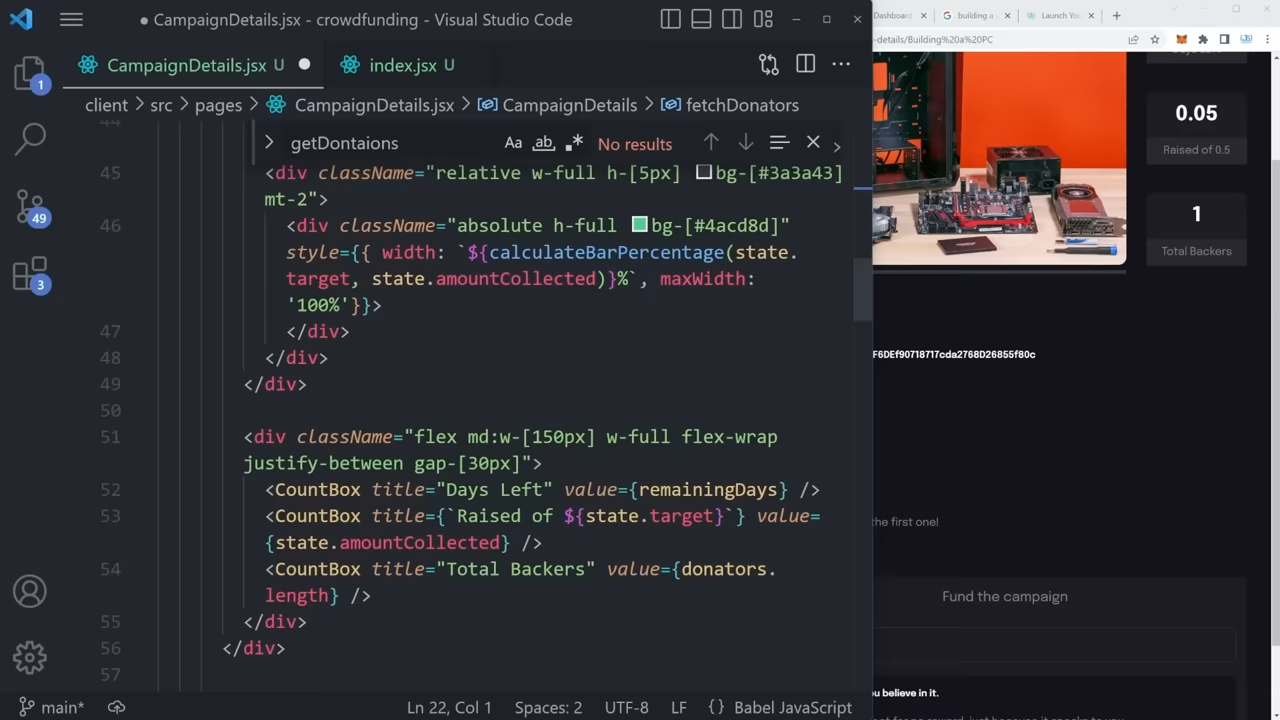 ● CampaignDetails.jsx - crowdfunding - Visual Studio Code
CampaignDetails.jsx U ●
index.jsx U
client > src > pages > CampaignDetails.jsx > CampaignDetails > fetchDonators
getDontaions
Aa
ab
No results
44
45 <div className="relative w-full h-[5px] bg-[#3a3a43]
mt-2">
46 <div className="absolute h-full bg-[#4acd8d]"
style={{ width: `${calculateBarPercentage(state.
target, state.amountCollected)}%`, maxWidth:
'100%'}}>
47 </div>
48 </div>
49 </div>
50
51 <div className="flex md:w-[150px] w-full flex-wrap
justify-between gap-[30px]">
52 <CountBox title="Days Left" value={remainingDays} />
53 <CountBox title={`Raised of ${state.target}`} value=
{state.amountCollected} />
54 <CountBox title="Total Backers" value={donators.
length} />
55 </div>
56 </div>
57
1
49
3
main*
Ln 22, Col 1
Spaces: 2
UTF-8
LF
{} Babel JavaScript
Dashboard
building a
Launch You
s-details/Building%20a%20PC
0.05
Raised of 0.5
1
Total Backers
F6DEf90718717cda2768D26855f80c
the first one!
Fund the campaign
u believe in it.